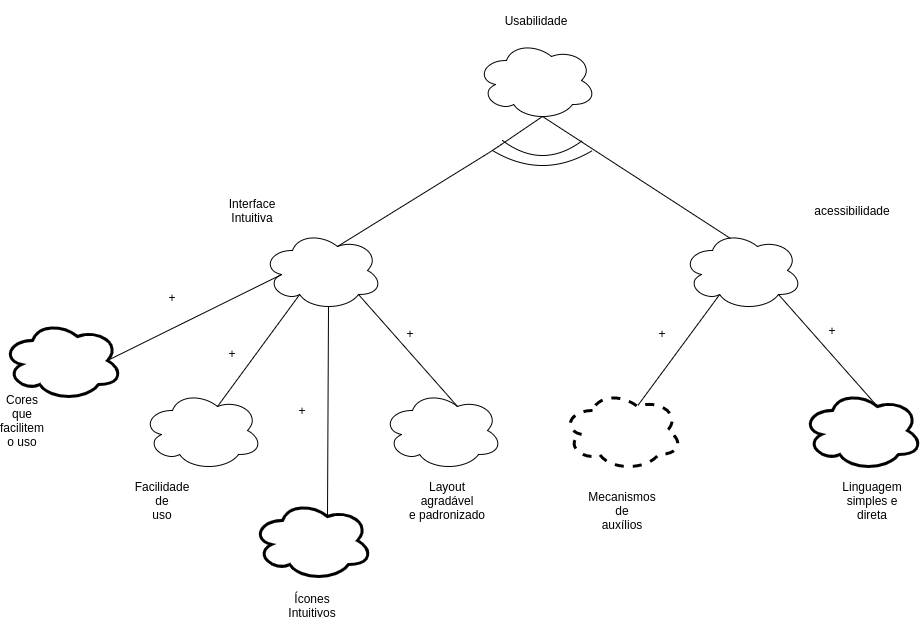 Usabilidade
Interface
Intuitiva
acessibilidade
+
+
+
+
+
+
Cores
que
facilitem
o uso
Facilidade
de
uso
Layout
agradável
e padronizado
Mecanismos
de
auxílios
Linguagem
simples e
direta
Ícones
Intuitivos